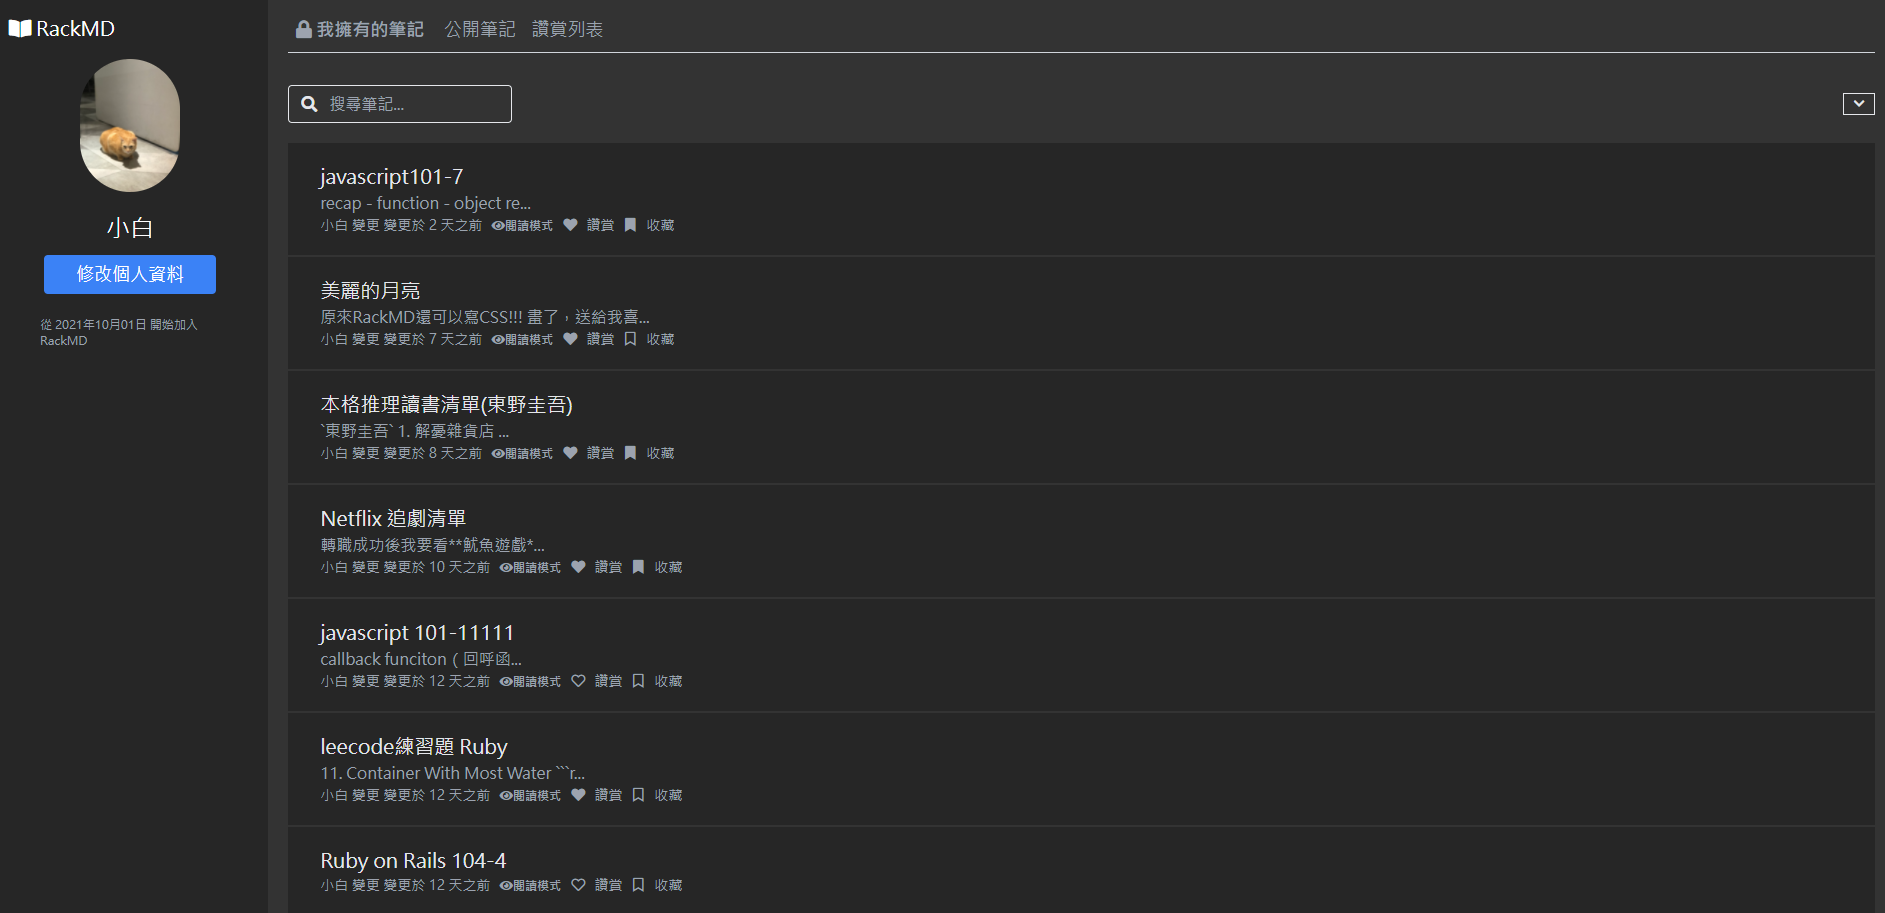 RackMD
小白
修改個人資料
從 2021年10月01日 開始加入
RackMD
我擁有的筆記 公開筆記 讚賞列表
搜尋筆記...
javascript101-7
recap - function - object re...
小白 變更 變更於 2 天之前 閱讀模式 讚賞 收藏
美麗的月亮
原來RackMD還可以寫CSS!!! 畫了，送給我喜...
小白 變更 變更於 7 天之前 閱讀模式 讚賞 收藏
本格推理讀書清單(東野圭吾)
`東野圭吾` 1. 解憂雜貨店 ...
小白 變更 變更於 8 天之前 閱讀模式 讚賞 收藏
Netflix 追劇清單
轉職成功後我要看**魷魚遊戲*...
小白 變更 變更於 10 天之前 閱讀模式 讚賞 收藏
javascript 101-11111
callback funciton ( 回呼函...
小白 變更 變更於 12 天之前 閱讀模式 讚賞 收藏
leecode練習題 Ruby
11. Container With Most Water ```r...
小白 變更 變更於 12 天之前 閱讀模式 讚賞 收藏
Ruby on Rails 104-4
小白 變更 變更於 12 天之前 閱讀模式 讚賞 收藏